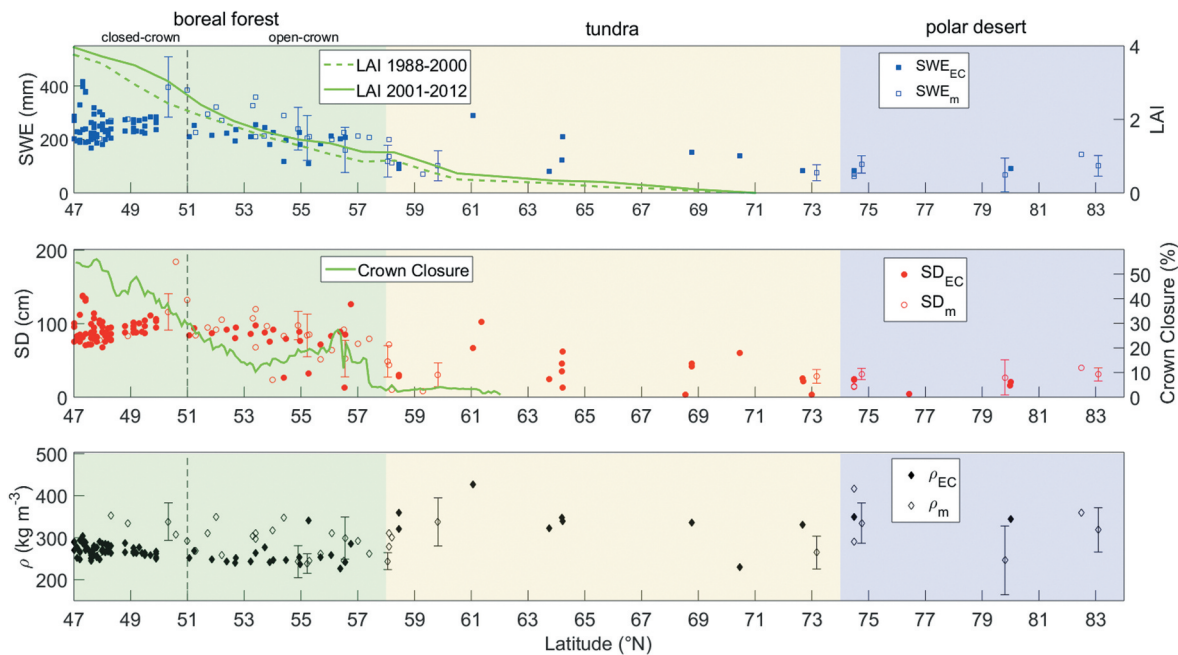 boreal forest
tundra
polar desert
closed-crown
open-crown
LAI 1988-2000
LAI 2001-2012
SWE_EC
SWE_m
SWE (mm)
400
200
0
LAI
4
2
0
47 49 51 53 55 57 59 61 63 65 67 69 71 73 75 77 79 81 83
Crown Closure
SD_EC
SD_m
SD (cm)
200
100
0
Crown Closure (%)
50
40
30
20
10
0
47 49 51 53 55 57 59 61 63 65 67 69 71 73 75 77 79 81 83
ρ_EC
ρ_m
ρ (kg m⁻³)
500
400
300
200
47 49 51 53 55 57 59 61 63 65 67 69 71 73 75 77 79 81 83
Latitude (°N)